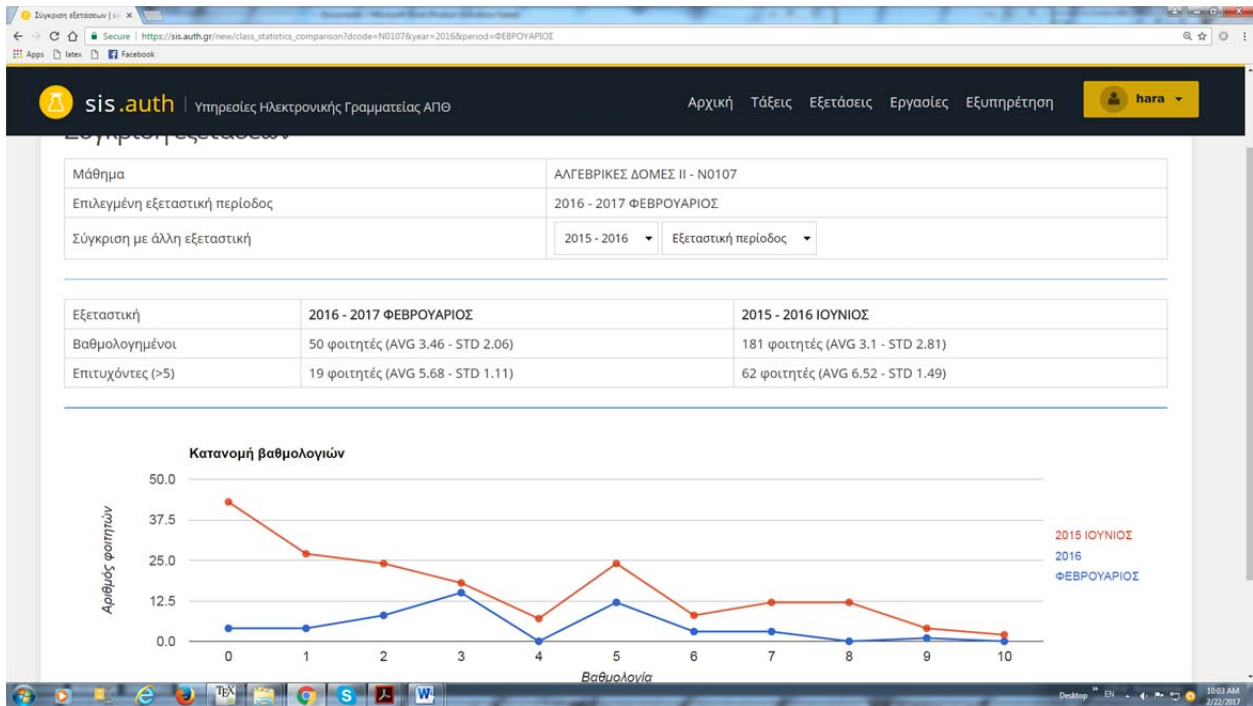 Σύγκριση εξετάσεων | si
Secure | https://sis.auth.gr/new/class_statistics_comparison?dcode=N0107&year=2016&period=ΦΕΒΡΟΥΑΡΙΟΣ
Apps latex Facebook
sis.auth | Υπηρεσίες Ηλεκτρονικής Γραμματείας ΑΠΘ Αρχική Τάξεις Εξετάσεις Εργασίες Εξυπηρέτηση hara
Σύγκριση εξετάσεων
Μάθημα ΑΛΓΕΒΡΙΚΕΣ ΔΟΜΕΣ ΙΙ - N0107
Επιλεγμένη εξεταστική περίοδος 2016 - 2017 ΦΕΒΡΟΥΑΡΙΟΣ
Σύγκριση με άλλη εξεταστική 2015 - 2016 Εξεταστική περίοδος
Εξεταστική 2016 - 2017 ΦΕΒΡΟΥΑΡΙΟΣ 2015 - 2016 ΙΟΥΝΙΟΣ
Βαθμολογημένοι 50 φοιτητές (AVG 3.46 - STD 2.06) 181 φοιτητές (AVG 3.1 - STD 2.81)
Επιτυχόντες (>5) 19 φοιτητές (AVG 5.68 - STD 1.11) 62 φοιτητές (AVG 6.52 - STD 1.49)
Κατανομή βαθμολογιών
50.0
37.5
25.0
12.5
0.0
Αριθμός φοιτητών
2015 ΙΟΥΝΙΟΣ
2016
ΦΕΒΡΟΥΑΡΙΟΣ
0 1 2 3 4 5 6 7 8 9 10
Βαθμολογία
TEX S W Desktop EN 10:03 AM
2/22/2017